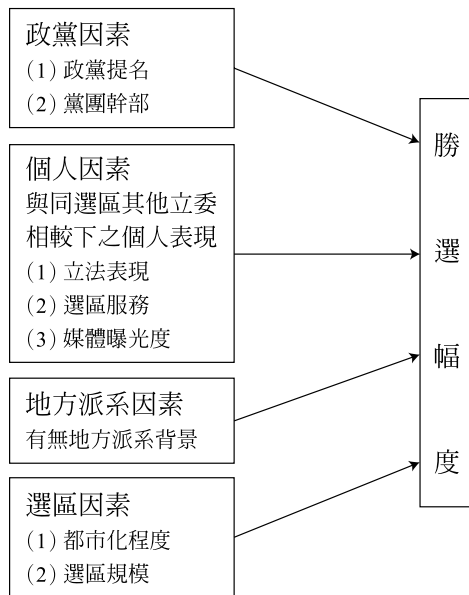 政黨因素
(1) 政黨提名
(2) 黨團幹部
個人因素
與同選區其他立委
相較下之個人表現
(1) 立法表現
(2) 選區服務
(3) 媒體曝光度
地方派系因素
有無地方派系背景
選區因素
(1) 都市化程度
(2) 選區規模
勝選幅度